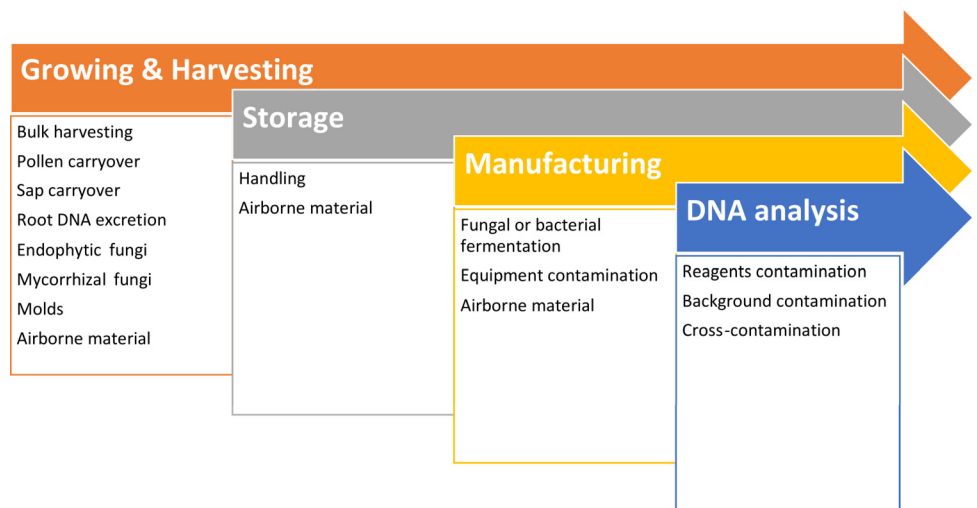 Growing & Harvesting
Bulk harvesting
Pollen carryover
Sap carryover
Root DNA excretion
Endophytic fungi
Mycorrhizal fungi
Molds
Airborne material
Storage
Handling
Airborne material
Manufacturing
Fungal or bacterial
fermentation
Equipment contamination
Airborne material
DNA analysis
Reagents contamination
Background contamination
Cross-contamination